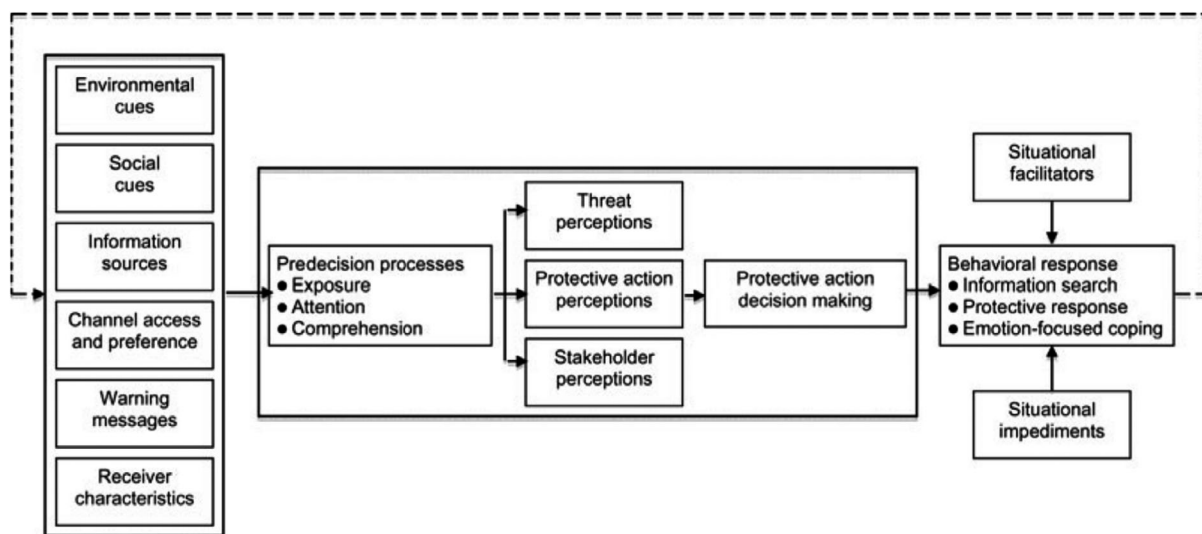 Environmental
cues
Social
cues
Information
sources
Channel access
and preference
Warning
messages
Receiver
characteristics
Predecision processes
● Exposure
● Attention
● Comprehension
Threat
perceptions
Protective action
perceptions
Stakeholder
perceptions
Protective action
decision making
Situational
facilitators
Behavioral response
● Information search
● Protective response
● Emotion-focused coping
Situational
impediments